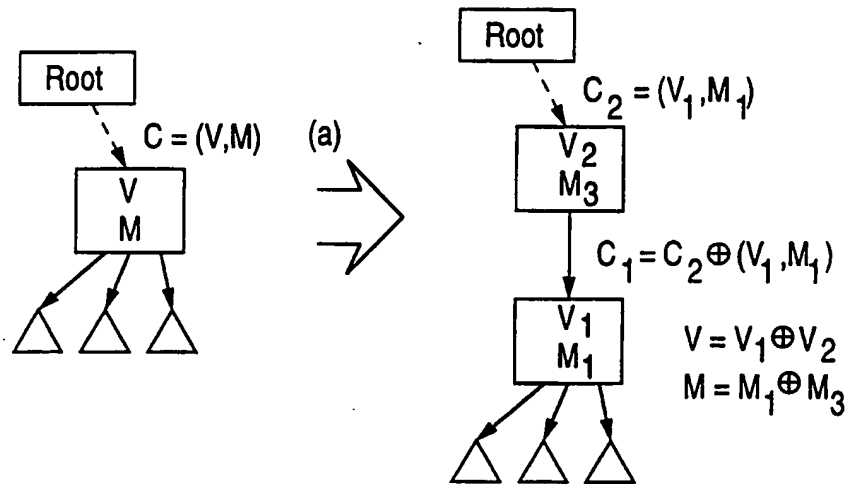 Root
C = (V,M)
V
M
(a)
Root
C₂ = (V₁,M₁)
V₂
M₃
C₁ = C₂ ⊕ (V₁,M₁)
V₁
M₁
V = V₁ ⊕ V₂
M = M₁ ⊕ M₃